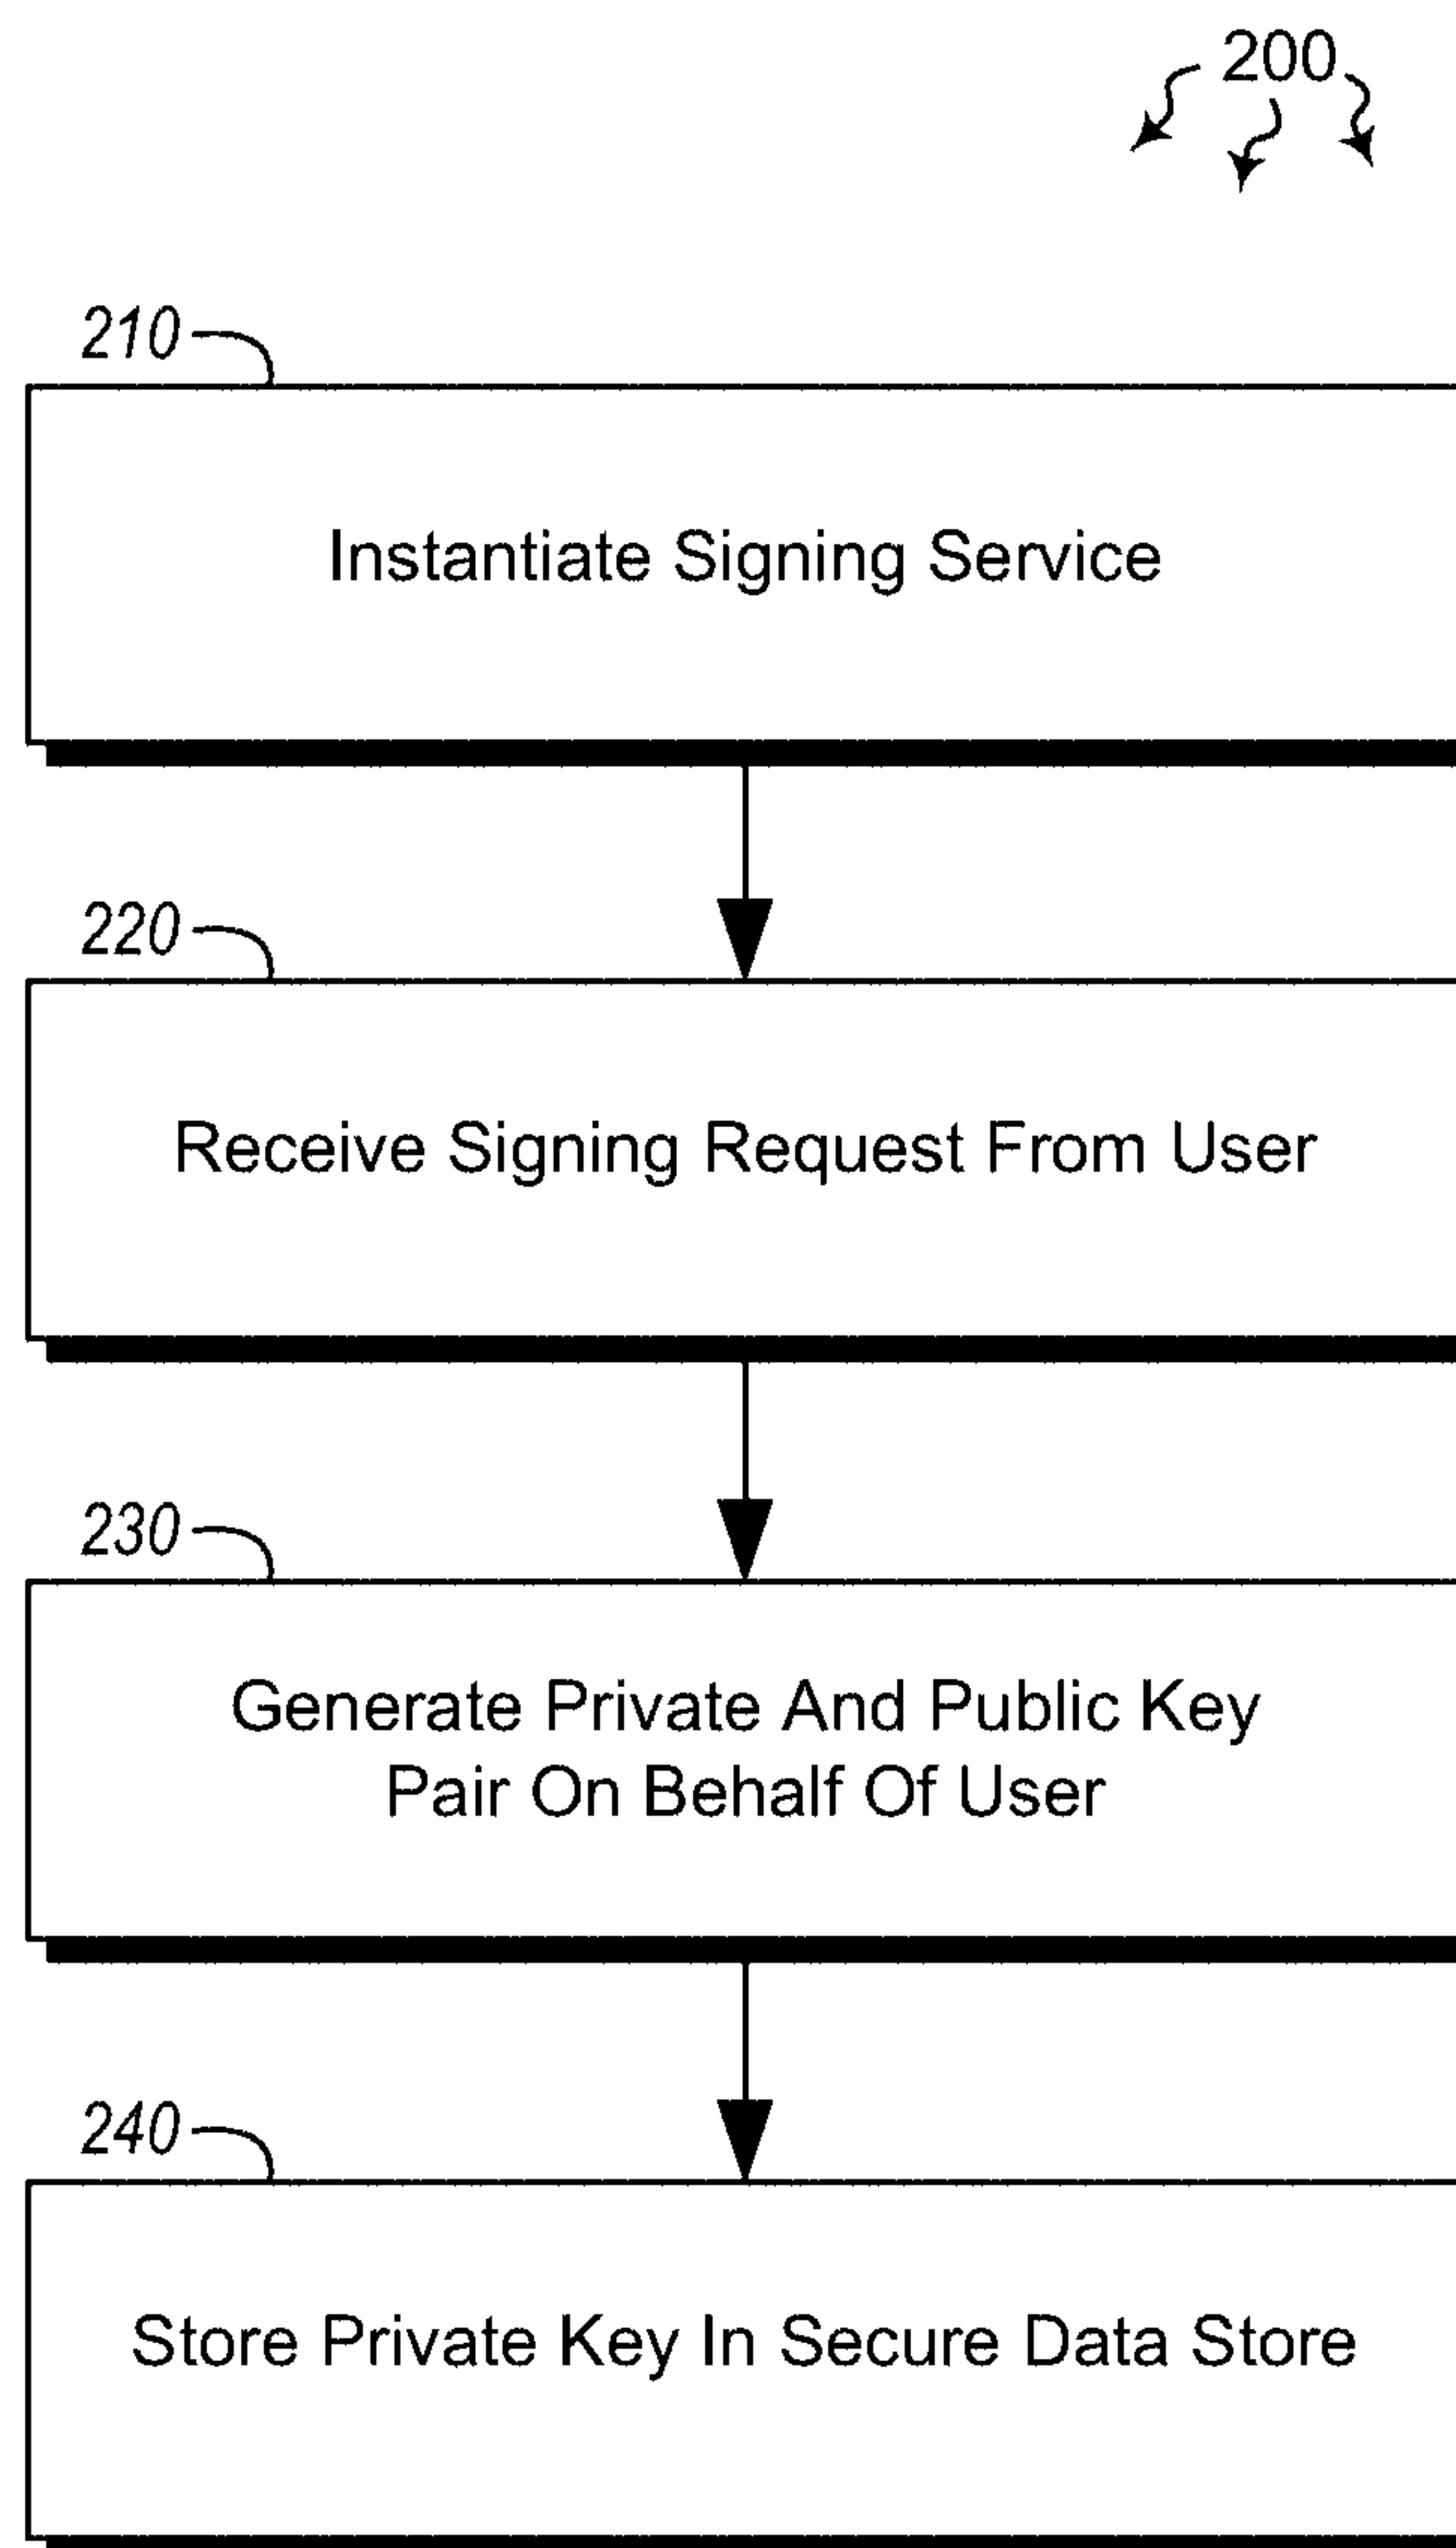 200
210
Instantiate Signing Service
220
Receive Signing Request From User
230
Generate Private And Public Key
Pair On Behalf Of User
240
Store Private Key In Secure Data Store